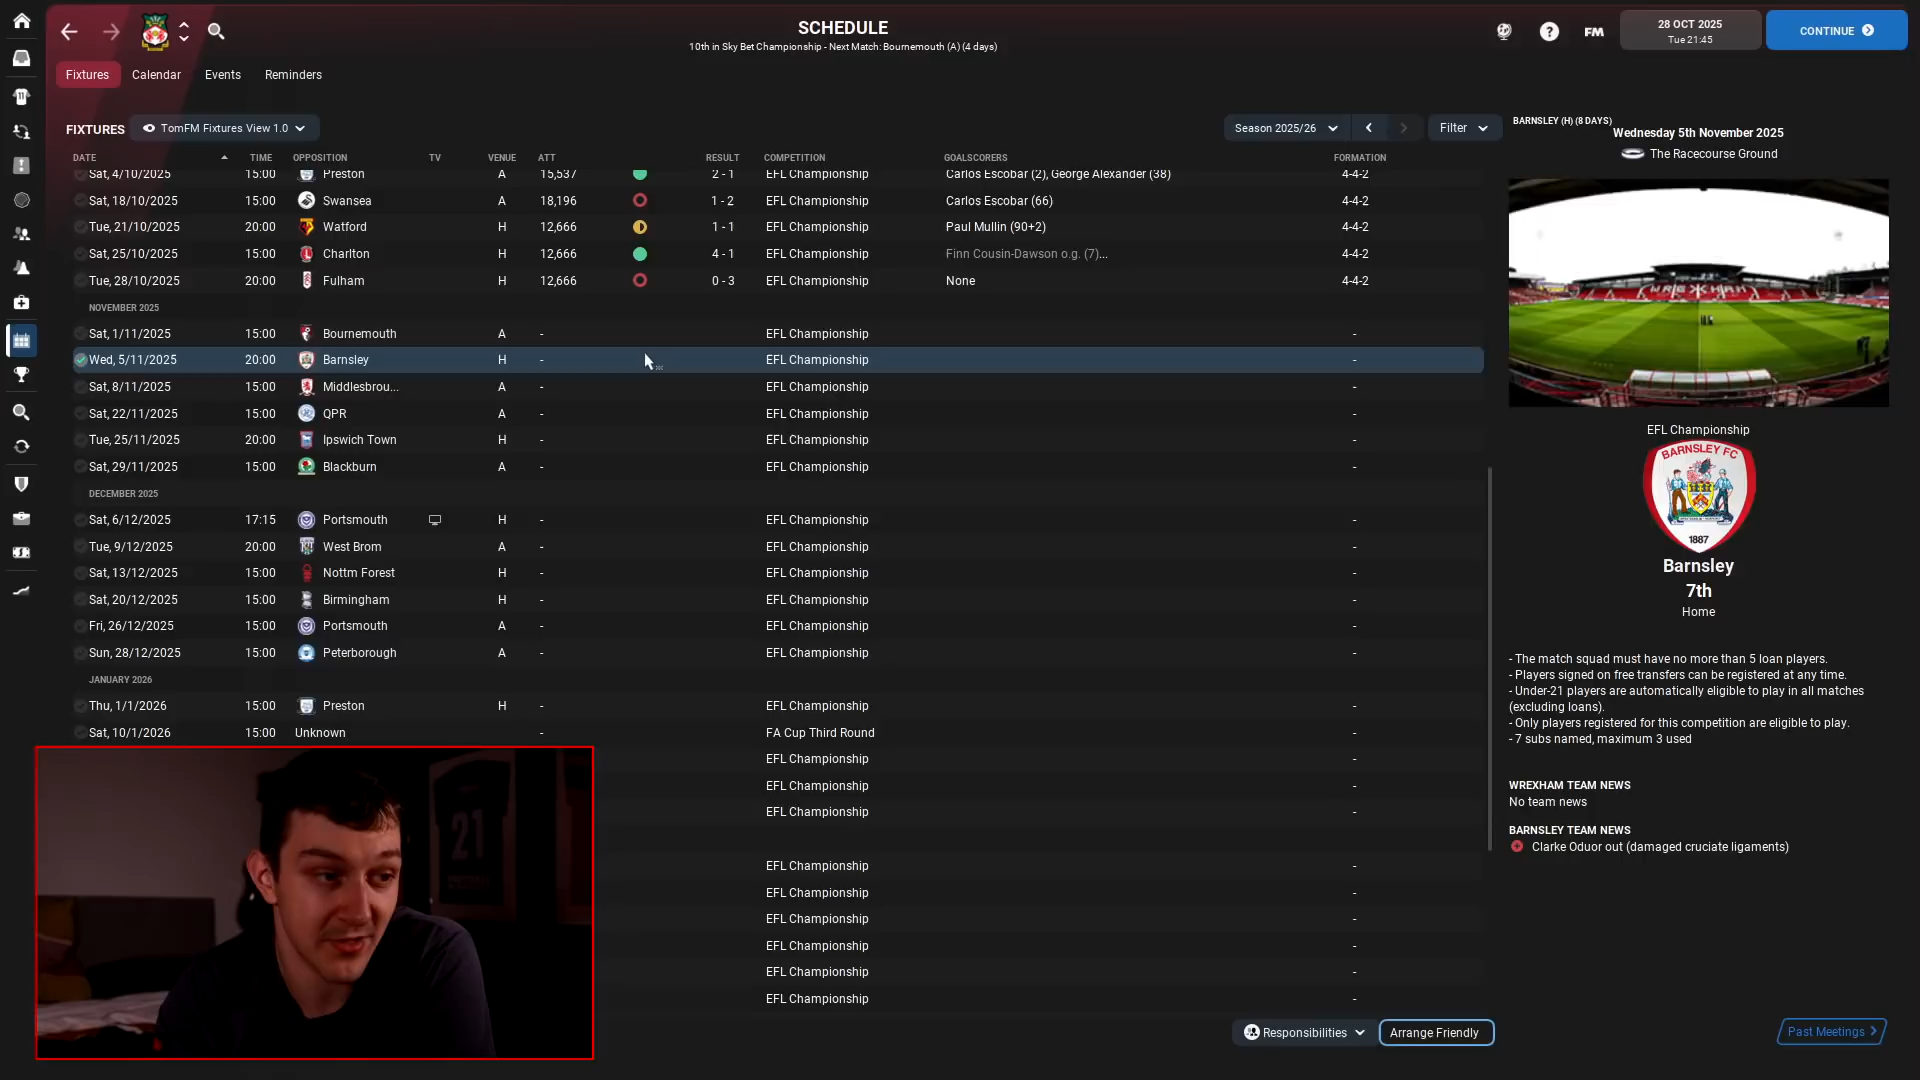 SCHEDULE
10th in Sky Bet Championship - Next Match: Bournemouth (A) (4 days)
FM
28 OCT 2025
Tue 21:45
CONTINUE
Fixtures Calendar Events Reminders
FIXTURES TomFM Fixtures View 1.0
Season 2025/26 Filter
DATE TIME OPPOSITION TV VENUE ATT RESULT COMPETITION GOALSCORERS FORMATION
Sat, 4/10/2025 15:00 Preston A 15,537 2 - 1 EFL Championship Carlos Escobar (2), George Alexander (38) 4-4-2
Sat, 18/10/2025 15:00 Swansea A 18,196 1 - 2 EFL Championship Carlos Escobar (66) 4-4-2
Tue, 21/10/2025 20:00 Watford H 12,666 1 - 1 EFL Championship Paul Mullin (90+2) 4-4-2
Sat, 25/10/2025 15:00 Charlton H 12,666 4 - 1 EFL Championship Finn Cousin-Dawson o.g. (7)... 4-4-2
Tue, 28/10/2025 20:00 Fulham H 12,666 0 - 3 EFL Championship None 4-4-2
NOVEMBER 2025
Sat, 1/11/2025 15:00 Bournemouth A - EFL Championship -
Wed, 5/11/2025 20:00 Barnsley H - EFL Championship -
Sat, 8/11/2025 15:00 Middlesbrou... A - EFL Championship -
Sat, 22/11/2025 15:00 QPR A - EFL Championship -
Tue, 25/11/2025 20:00 Ipswich Town H - EFL Championship -
Sat, 29/11/2025 15:00 Blackburn A - EFL Championship -
DECEMBER 2025
Sat, 6/12/2025 17:15 Portsmouth H - EFL Championship -
Tue, 9/12/2025 20:00 West Brom A - EFL Championship -
Sat, 13/12/2025 15:00 Nottm Forest H - EFL Championship -
Sat, 20/12/2025 15:00 Birmingham H - EFL Championship -
Fri, 26/12/2025 15:00 Portsmouth A - EFL Championship -
Sun, 28/12/2025 15:00 Peterborough A - EFL Championship -
JANUARY 2026
Thu, 1/1/2026 15:00 Preston H - EFL Championship -
Sat, 10/1/2026 15:00 Unknown - FA Cup Third Round -
EFL Championship -
EFL Championship -
EFL Championship -
EFL Championship -
EFL Championship -
EFL Championship -
EFL Championship -
EFL Championship -
EFL Championship -
21
Responsibilities Arrange Friendly
BARNSLEY (H) (8 DAYS)
Wednesday 5th November 2025
The Racecourse Ground
WREXHAM
EFL Championship
BARNSLEY FC
1887
Barnsley
7th
Home
- The match squad must have no more than 5 loan players.
- Players signed on free transfers can be registered at any time.
- Under-21 players are automatically eligible to play in all matches
(excluding loans).
- Only players registered for this competition are eligible to play.
- 7 subs named, maximum 3 used
WREXHAM TEAM NEWS
No team news
BARNSLEY TEAM NEWS
Clarke Oduor out (damaged cruciate ligaments)
Past Meetings